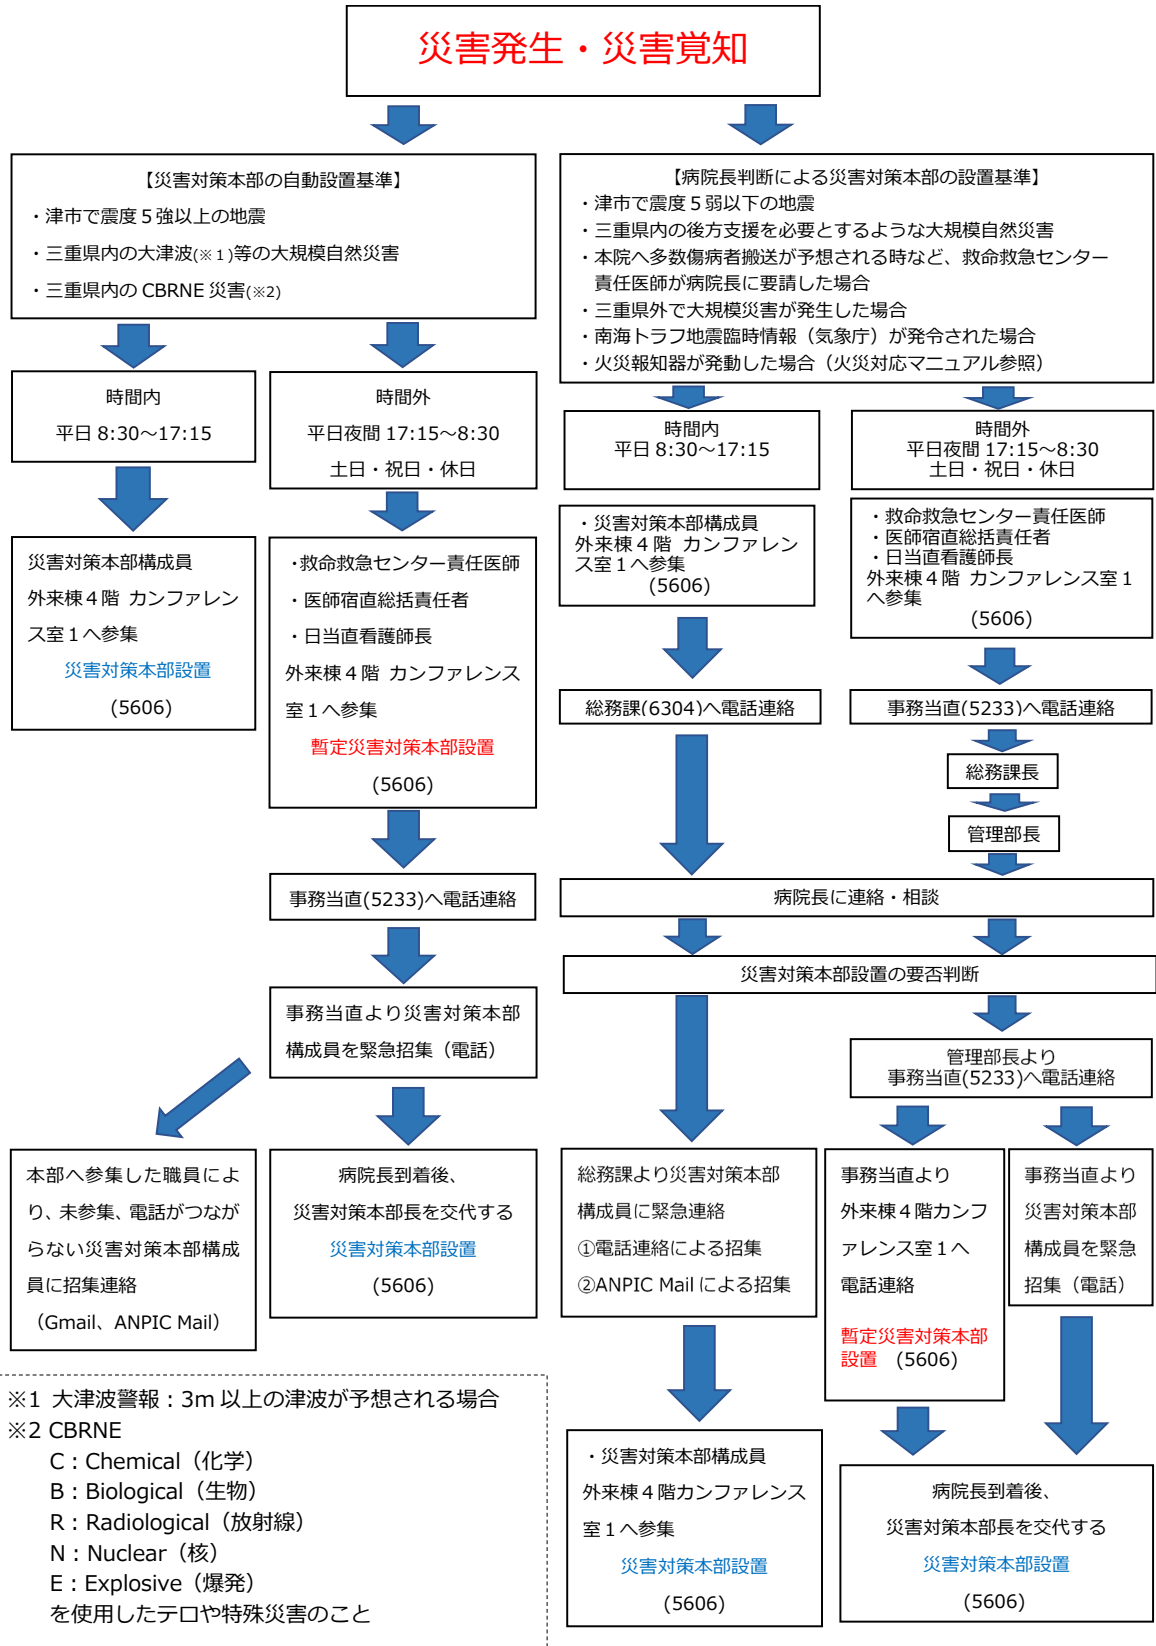 災害発生・災害覚知
【災害対策本部の自動設置基準】
・津市で震度５強以上の地震
・三重県内の大津波(※１)等の大規模自然災害
・三重県内の CBRNE 災害(※2)
【病院長判断による災害対策本部の設置基準】
・津市で震度５弱以下の地震
・三重県内の後方支援を必要とするような大規模自然災害
・本院へ多数傷病者搬送が予想される時など、救命救急センター
責任医師が病院長に要請した場合
・三重県外で大規模災害が発生した場合
・南海トラフ地震臨時情報（気象庁）が発令された場合
・火災報知器が発動した場合（火災対応マニュアル参照）
時間内
平日 8:30～17:15
時間外
平日夜間 17:15～8:30
土日・祝日・休日
時間内
平日 8:30～17:15
時間外
平日夜間 17:15～8:30
土日・祝日・休日
災害対策本部構成員
外来棟４階 カンファレン
ス室１へ参集
災害対策本部設置
(5606)
・救命救急センター責任医師
・医師宿直総括責任者
・日当直看護師長
外来棟４階 カンファレンス
室１へ参集
暫定災害対策本部設置
(5606)
・災害対策本部構成員
外来棟４階 カンファレン
ス室１へ参集
(5606)
・救命救急センター責任医師
・医師宿直総括責任者
・日当直看護師長
外来棟４階 カンファレンス室１
へ参集
(5606)
総務課(6304)へ電話連絡
事務当直(5233)へ電話連絡
総務課長
管理部長
事務当直(5233)へ電話連絡
病院長に連絡・相談
災害対策本部設置の要否判断
事務当直より災害対策本部
構成員を緊急招集（電話）
管理部長より
事務当直(5233)へ電話連絡
本部へ参集した職員によ
り、未参集、電話がつなが
らない災害対策本部構成
員に招集連絡
（Gmail、ANPIC Mail）
病院長到着後、
災害対策本部長を交代する
災害対策本部設置
(5606)
総務課より災害対策本部
構成員に緊急連絡
①電話連絡による招集
②ANPIC Mail による招集
事務当直より
外来棟４階カンフ
ァレンス室１へ
電話連絡
暫定災害対策本部
設置 (5606)
事務当直より
災害対策本部
構成員を緊急
招集（電話）
※1 大津波警報：3m 以上の津波が予想される場合
※2 CBRNE
C：Chemical（化学）
B：Biological（生物）
R：Radiological（放射線）
N：Nuclear（核）
E：Explosive（爆発）
を使用したテロや特殊災害のこと
・災害対策本部構成員
外来棟４階カンファレンス
室１へ参集
災害対策本部設置
(5606)
病院長到着後、
災害対策本部長を交代する
災害対策本部設置
(5606)